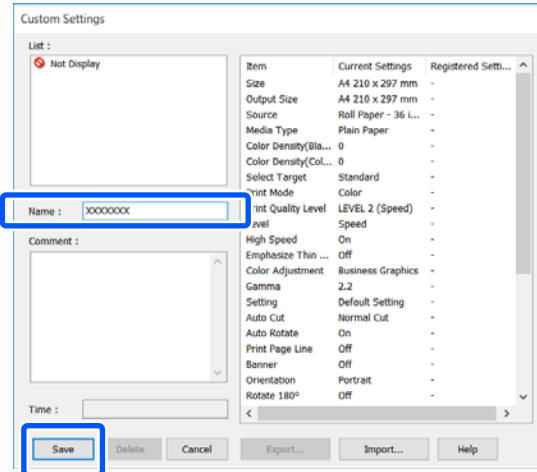 Custom Settings
List :
Not Display
Name : XXXXXXX
Comment :
Time :
Item Current Settings Registered Setti...
Size A4 210 x 297 mm -
Output Size A4 210 x 297 mm -
Source Roll Paper - 36 i... -
Media Type Plain Paper -
Color Density(Bla... 0 -
Color Density(Col... 0 -
Select Target Standard -
Print Mode Color -
Print Quality Level LEVEL 2 (Speed) -
Level Speed -
High Speed On -
Emphasize Thin ... Off -
Color Adjustment Business Graphics -
Gamma 2.2 -
Setting Default Setting -
Auto Cut Normal Cut -
Auto Rotate On -
Print Page Line Off -
Banner Off -
Orientation Portrait -
Rotate 180° Off -
Save Delete Cancel Export... Import... Help